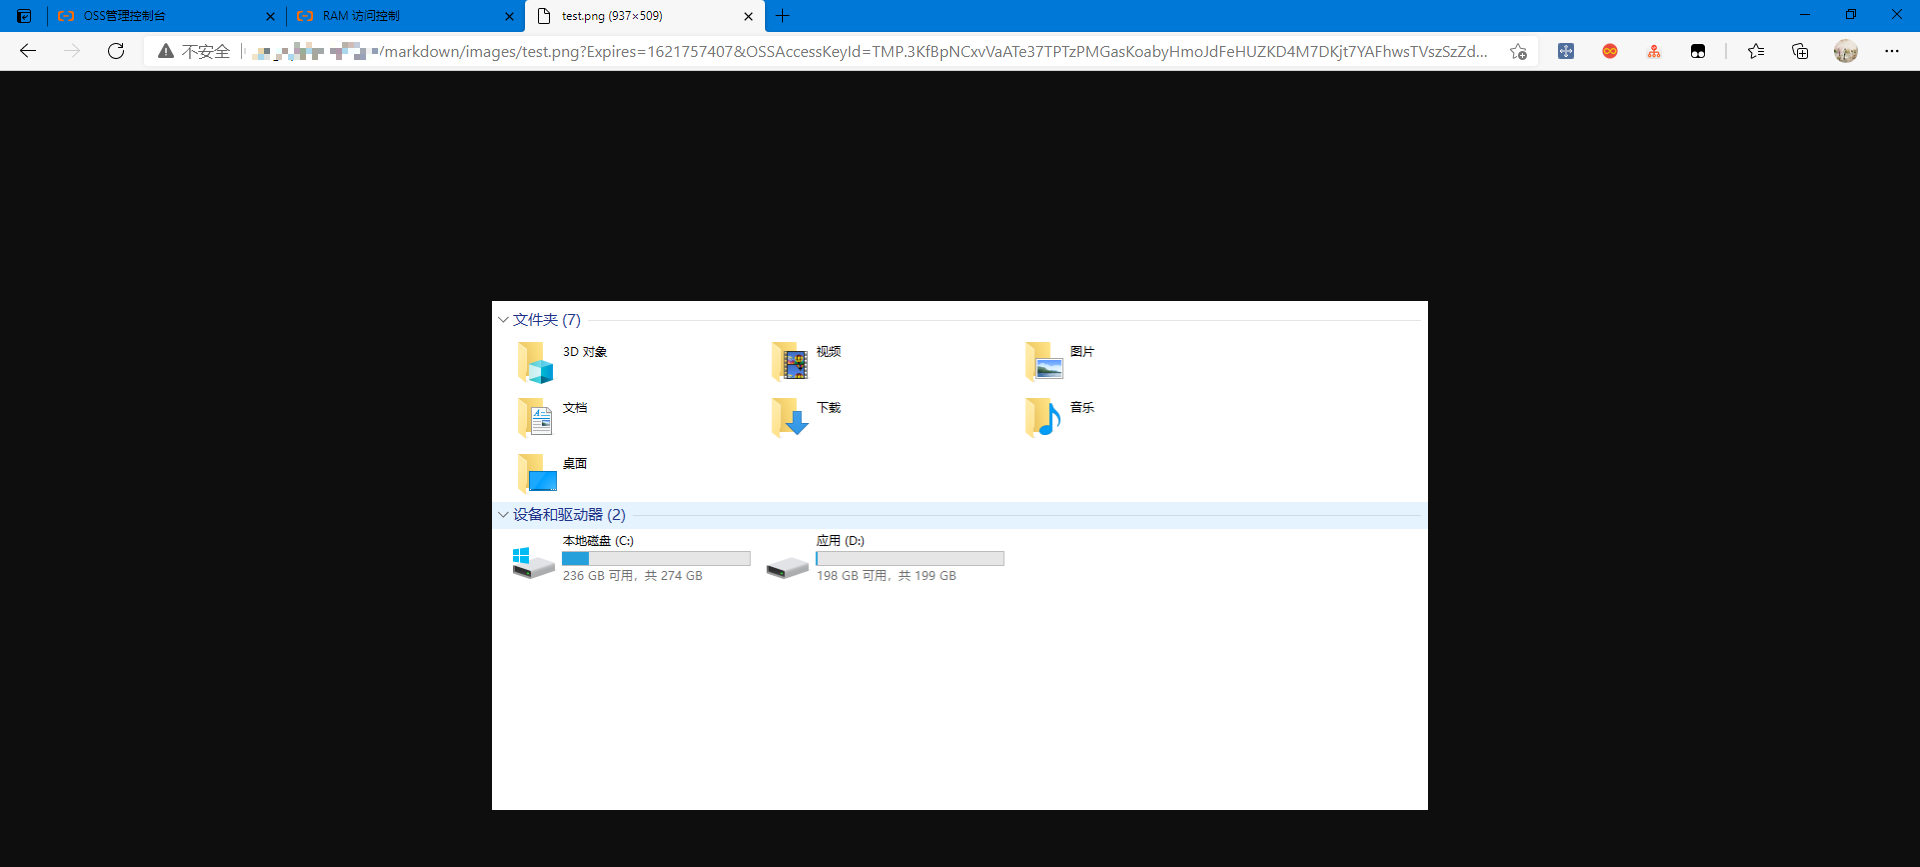 OSS管理控制台
RAM 访问控制
test.png (937×509)
不安全
/markdown/images/test.png?Expires=1621757407&OSSAccessKeyId=TMP.3KfBpNCxvVaATe37TPTzPMGasKoabyHmoJdFeHUZKD4M7DKjt7YAFhwsTVszSzZd...
文件夹 (7)
3D 对象
视频
图片
文档
下载
音乐
桌面
设备和驱动器 (2)
本地磁盘 (C:)
236 GB 可用，共 274 GB
应用 (D:)
198 GB 可用，共 199 GB